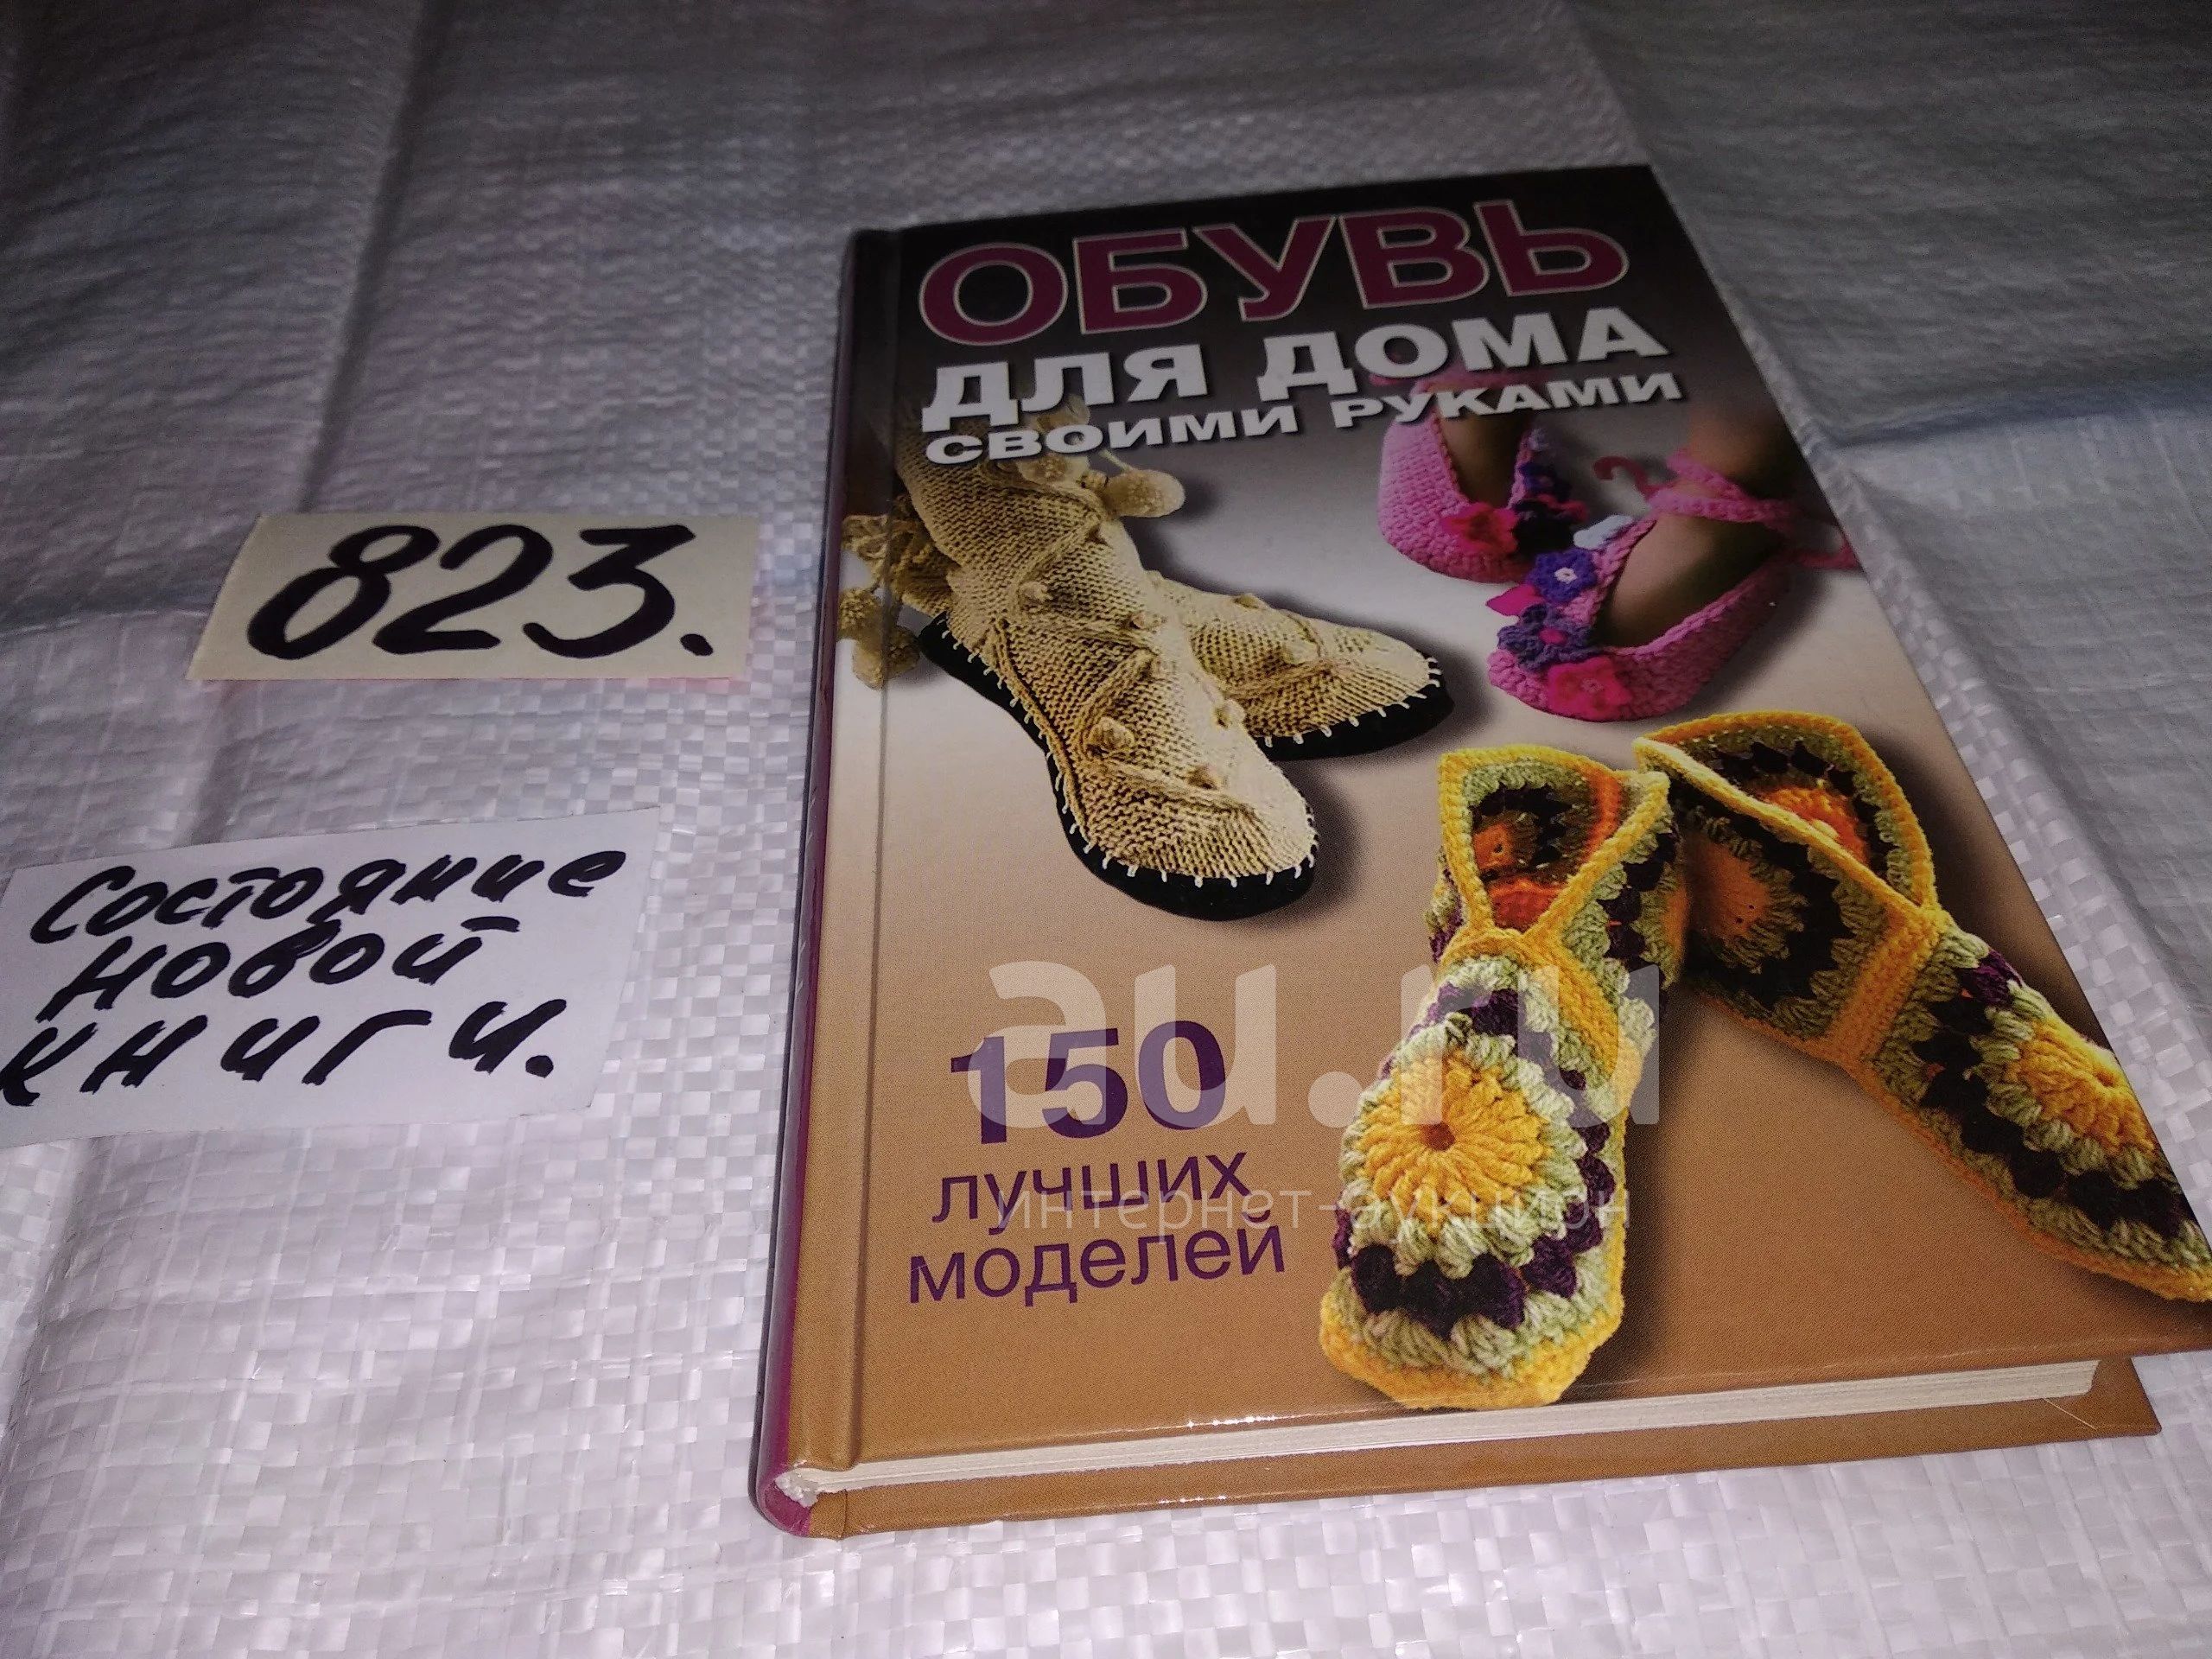 ОБУВЬ
ДЛЯ ДОМА
СВОИМИ РУКАМИ
823.
Состояние
новой
книги.
150
лучших
моделей
au.ru
интернет-аукцион